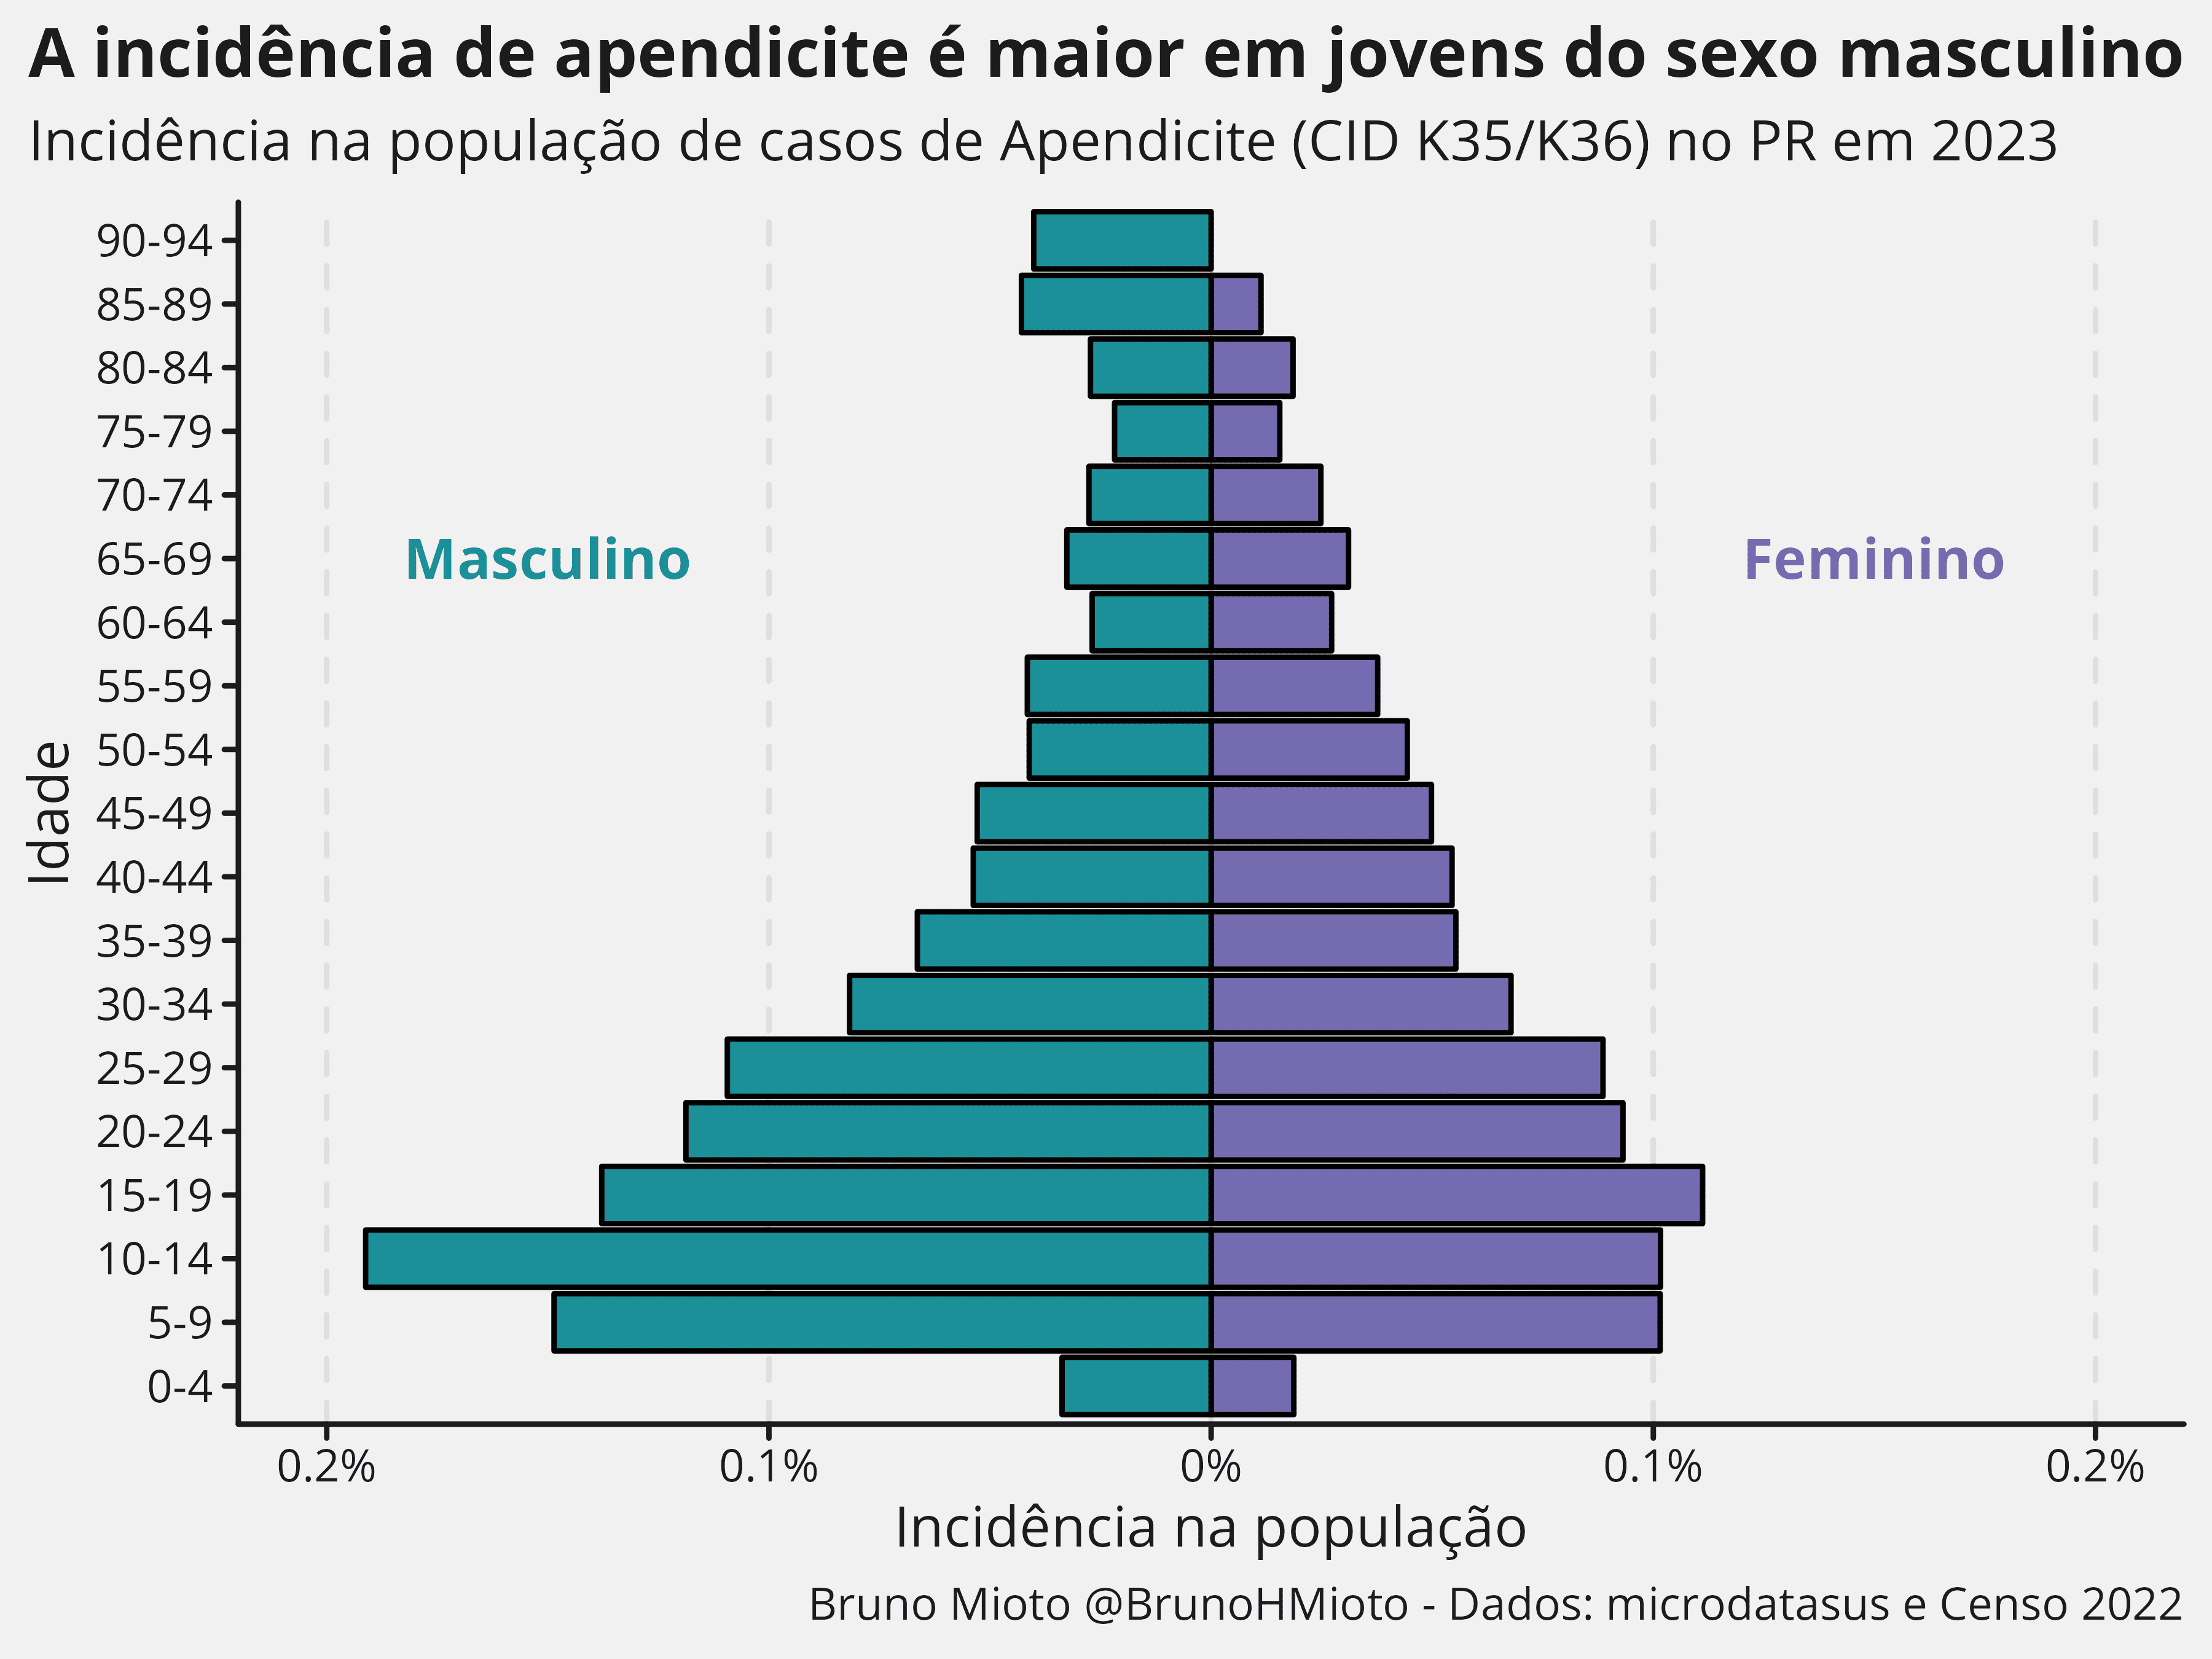 A incidência de apendicite é maior em jovens do sexo masculino
Incidência na população de casos de Apendicite (CID K35/K36) no PR em 2023
90-94
85-89
80-84
75-79
70-74
65-69
60-64
55-59
50-54
45-49
40-44
35-39
30-34
25-29
20-24
15-19
10-14
5-9
0-4
Idade
Masculino
Feminino
0.2% 0.1% 0% 0.1% 0.2%
Incidência na população
Bruno Mioto @BrunoHMioto - Dados: microdatasus e Censo 2022